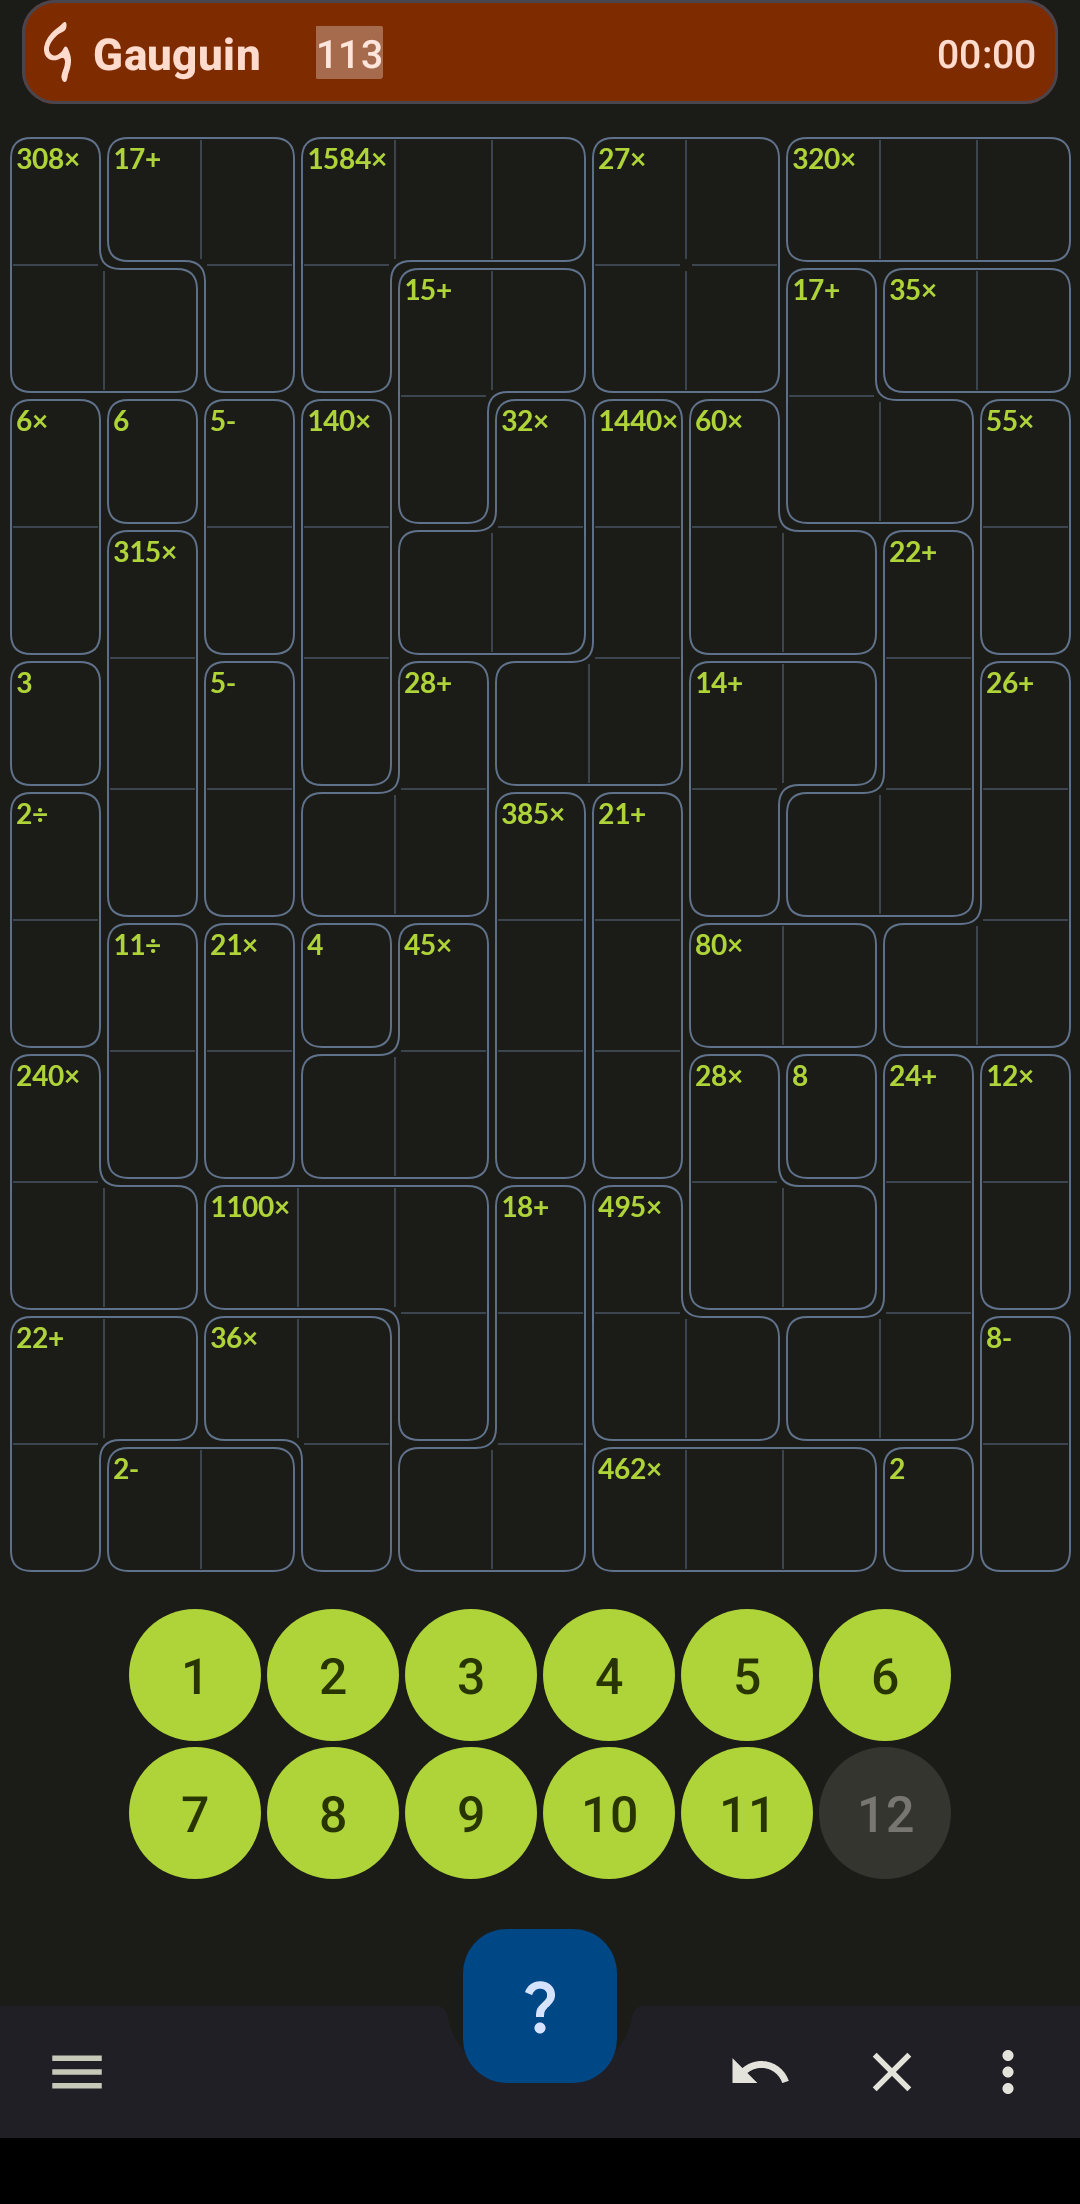 Gauguin 113 00:00
308× 17+ 1584× 27× 320×
15+ 17+ 35×
6× 6 5- 140× 32× 1440× 60× 55×
315× 22+
3 5- 28+ 14+ 26+
2÷ 385× 21+
11÷ 21× 4 45× 80×
240× 28× 8 24+ 12×
1100× 18+ 495×
22+ 36× 8-
2- 462× 2
1 2 3 4 5 6
7 8 9 10 11 12
?